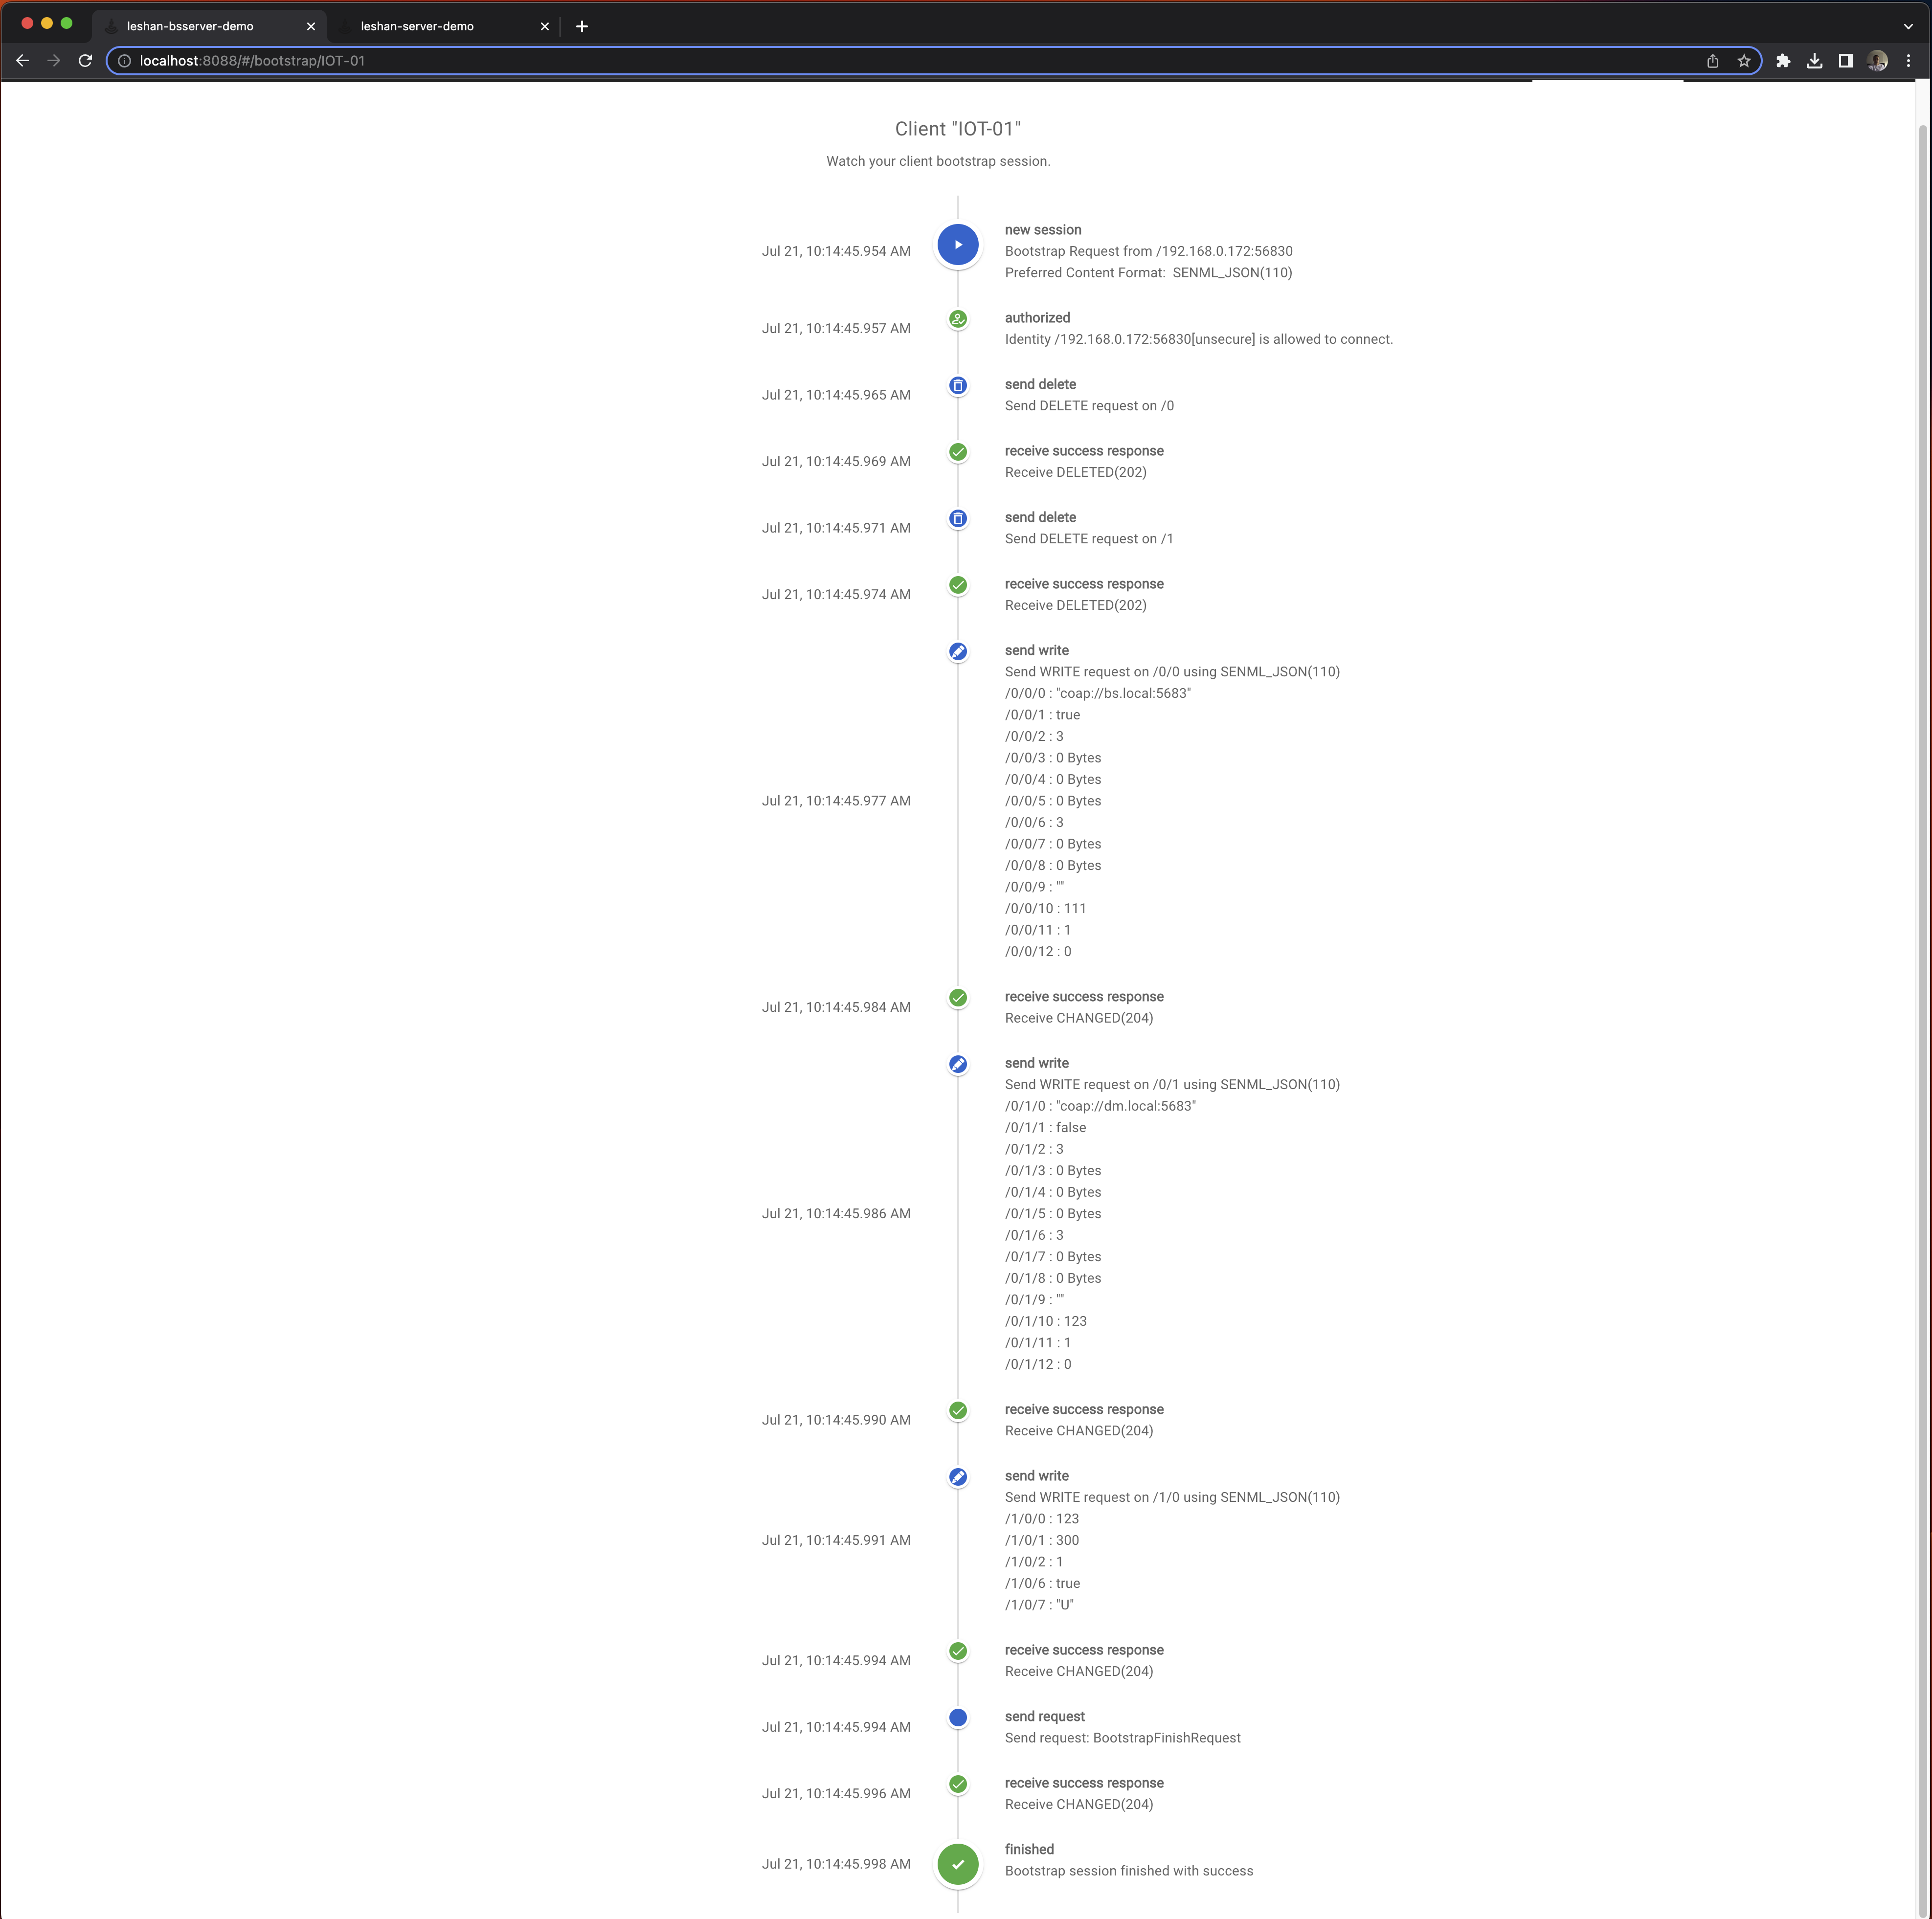 leshan-bsserver-demo
leshan-server-demo
localhost:8088/#/bootstrap/IOT-01
Client "IOT-01"
Watch your client bootstrap session.
new session
Jul 21, 10:14:45.954 AM
Bootstrap Request from /192.168.0.172:56830
Preferred Content Format: SENML_JSON(110)
authorized
Jul 21, 10:14:45.957 AM
Identity /192.168.0.172:56830[unsecure] is allowed to connect.
send delete
Jul 21, 10:14:45.965 AM
Send DELETE request on /0
receive success response
Jul 21, 10:14:45.969 AM
Receive DELETED(202)
send delete
Jul 21, 10:14:45.971 AM
Send DELETE request on /1
receive success response
Jul 21, 10:14:45.974 AM
Receive DELETED(202)
send write
Send WRITE request on /0/0 using SENML_JSON(110)
/0/0/0 : "coap://bs.local:5683"
/0/0/1 : true
/0/0/2 : 3
/0/0/3 : 0 Bytes
/0/0/4 : 0 Bytes
Jul 21, 10:14:45.977 AM
/0/0/5 : 0 Bytes
/0/0/6 : 3
/0/0/7 : 0 Bytes
/0/0/8 : 0 Bytes
/0/0/9 : ""
/0/0/10 : 111
/0/0/11 : 1
/0/0/12 : 0
receive success response
Jul 21, 10:14:45.984 AM
Receive CHANGED(204)
send write
Send WRITE request on /0/1 using SENML_JSON(110)
/0/1/0 : "coap://dm.local:5683"
/0/1/1 : false
/0/1/2 : 3
/0/1/3 : 0 Bytes
/0/1/4 : 0 Bytes
Jul 21, 10:14:45.986 AM
/0/1/5 : 0 Bytes
/0/1/6 : 3
/0/1/7 : 0 Bytes
/0/1/8 : 0 Bytes
/0/1/9 : ""
/0/1/10 : 123
/0/1/11 : 1
/0/1/12 : 0
receive success response
Jul 21, 10:14:45.990 AM
Receive CHANGED(204)
send write
Send WRITE request on /1/0 using SENML_JSON(110)
/1/0/0 : 123
Jul 21, 10:14:45.991 AM
/1/0/1 : 300
/1/0/2 : 1
/1/0/6 : true
/1/0/7 : "U"
receive success response
Jul 21, 10:14:45.994 AM
Receive CHANGED(204)
send request
Jul 21, 10:14:45.994 AM
Send request: BootstrapFinishRequest
receive success response
Jul 21, 10:14:45.996 AM
Receive CHANGED(204)
finished
Jul 21, 10:14:45.998 AM
Bootstrap session finished with success